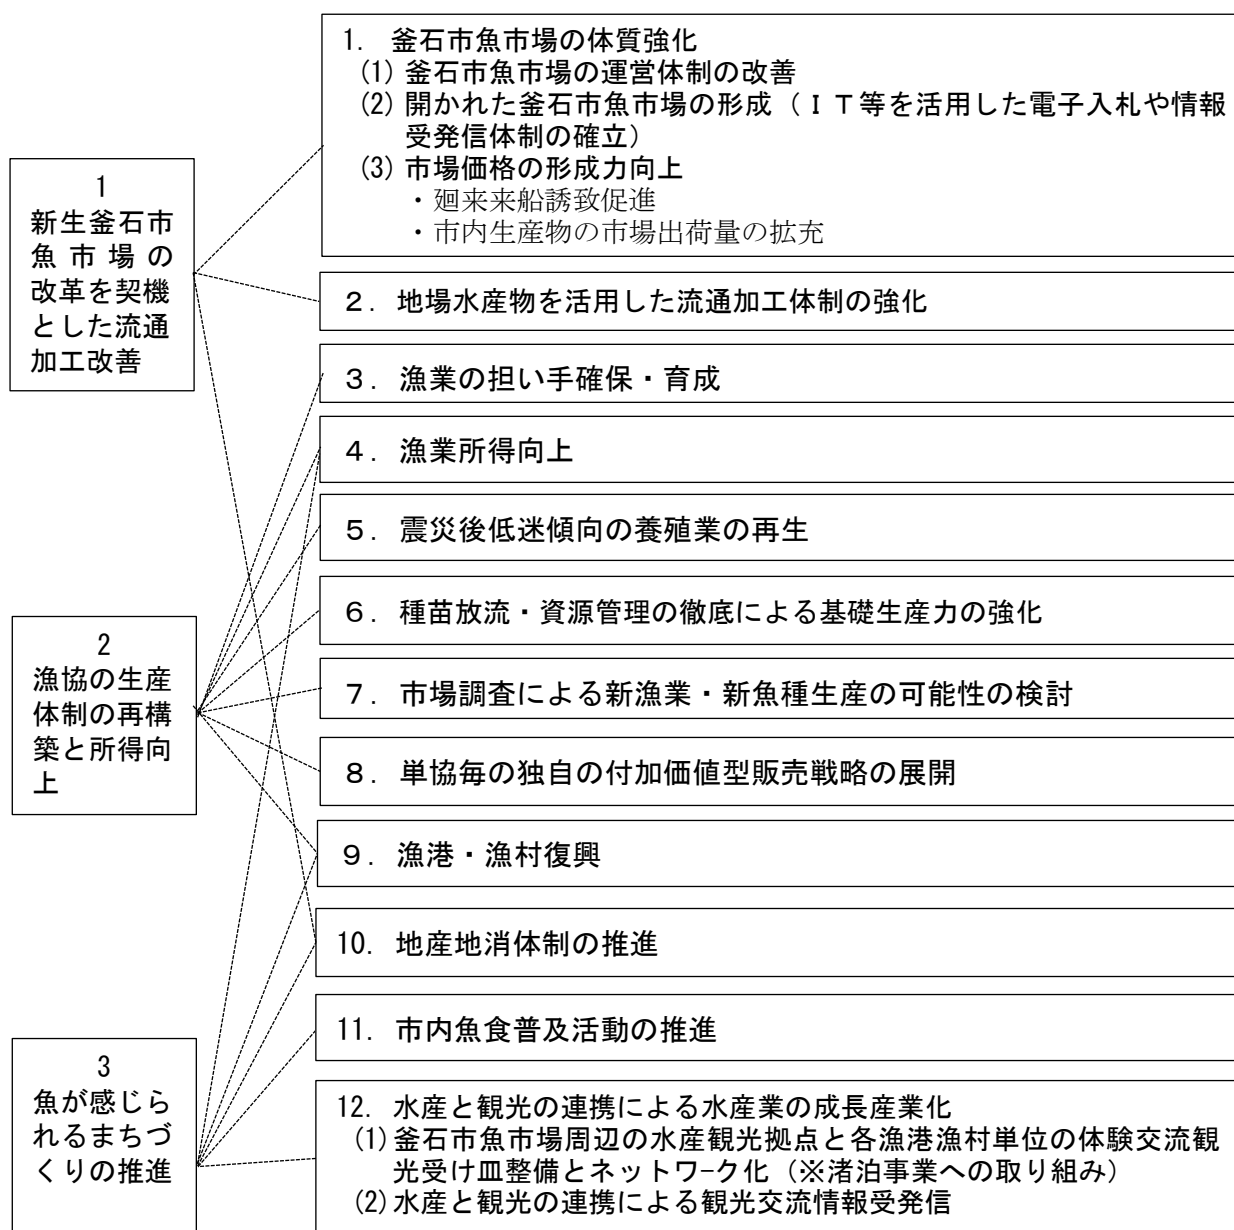 1
新生釜石市
魚市場の
改革を契機
とした流通
加工改善
2
漁協の生産
体制の再構
築と所得向
上
3
魚が感じら
れるまちづ
くりの推進
1. 釜石市魚市場の体質強化
(1) 釜石市魚市場の運営体制の改善
(2) 開かれた釜石市魚市場の形成（ＩＴ等を活用した電子入札や情報
受発信体制の確立）
(3) 市場価格の形成力向上
・廻来来船誘致促進
・市内生産物の市場出荷量の拡充
２. 地場水産物を活用した流通加工体制の強化
３. 漁業の担い手確保・育成
４. 漁業所得向上
５. 震災後低迷傾向の養殖業の再生
６. 種苗放流・資源管理の徹底による基礎生産力の強化
７. 市場調査による新漁業・新魚種生産の可能性の検討
８. 単協毎の独自の付加価値型販売戦略の展開
９. 漁港・漁村復興
10. 地産地消体制の推進
11. 市内魚食普及活動の推進
12. 水産と観光の連携による水産業の成長産業化
(1) 釜石市魚市場周辺の水産観光拠点と各漁港漁村単位の体験交流観
光受け皿整備とネットワｰク化（※渚泊事業への取り組み）
(2) 水産と観光の連携による観光交流情報受発信